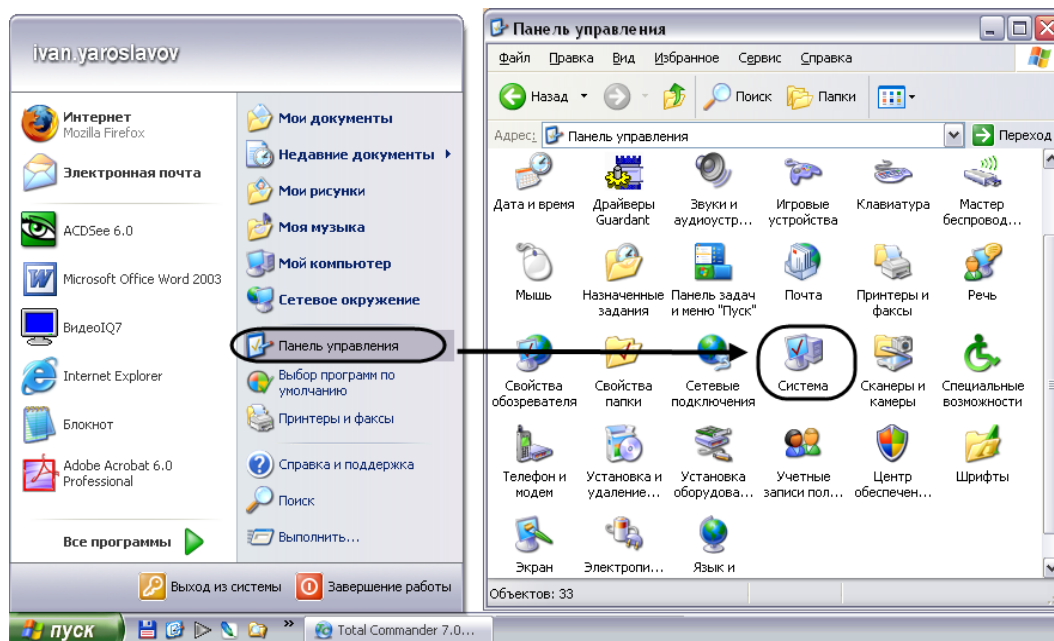 ivan.yaroslavov
Интернет
Mozilla Firefox
Электронная почта
ACDSee 6.0
Microsoft Office Word 2003
ВидеоIQ7
Internet Explorer
Блокнот
Adobe Acrobat 6.0
Professional
Все программы
Мои документы
Недавние документы
Мои рисунки
Моя музыка
Мой компьютер
Сетевое окружение
Панель управления
Выбор программ по
умолчанию
Принтеры и факсы
Справка и поддержка
Поиск
Выполнить...
Выход из системы
Завершение работы
Панель управления
Файл Правка Вид Избранное Сервис Справка
Назад Поиск Папки
Адрес: Панель управления Переход
Дата и время
Драйверы
Guardant
Звуки и
аудиоустр...
Игровые
устройства
Клавиатура
Мастер
беспровод...
Мышь
Назначенные
задания
Панель задач
и меню "Пуск"
Почта
Принтеры и
факсы
Речь
Свойства
обозревателя
Свойства
папки
Сетевые
подключения
Система
Сканеры и
камеры
Специальные
возможности
Телефон и
модем
Установка и
удаление...
Установка
оборудова...
Учетные
записи пол...
Центр
обеспечен...
Шрифты
Экран
Электропи...
Язык и
Объектов: 33
пуск
Total Commander 7.0...